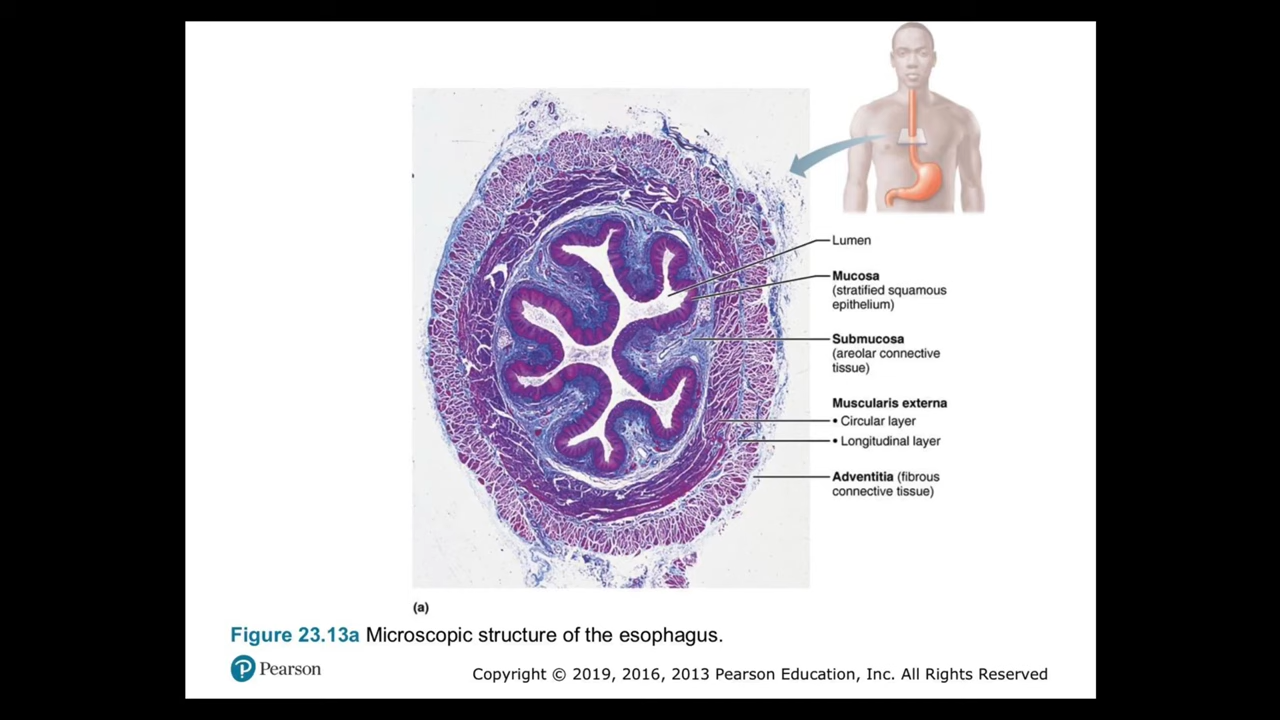 Lumen
Mucosa
(stratified squamous
epithelium)
Submucosa
(areolar connective
tissue)
Muscularis externa
• Circular layer
• Longitudinal layer
Adventitia (fibrous
connective tissue)
(a)
Figure 23.13a Microscopic structure of the esophagus.
P Pearson
Copyright © 2019, 2016, 2013 Pearson Education, Inc. All Rights Reserved